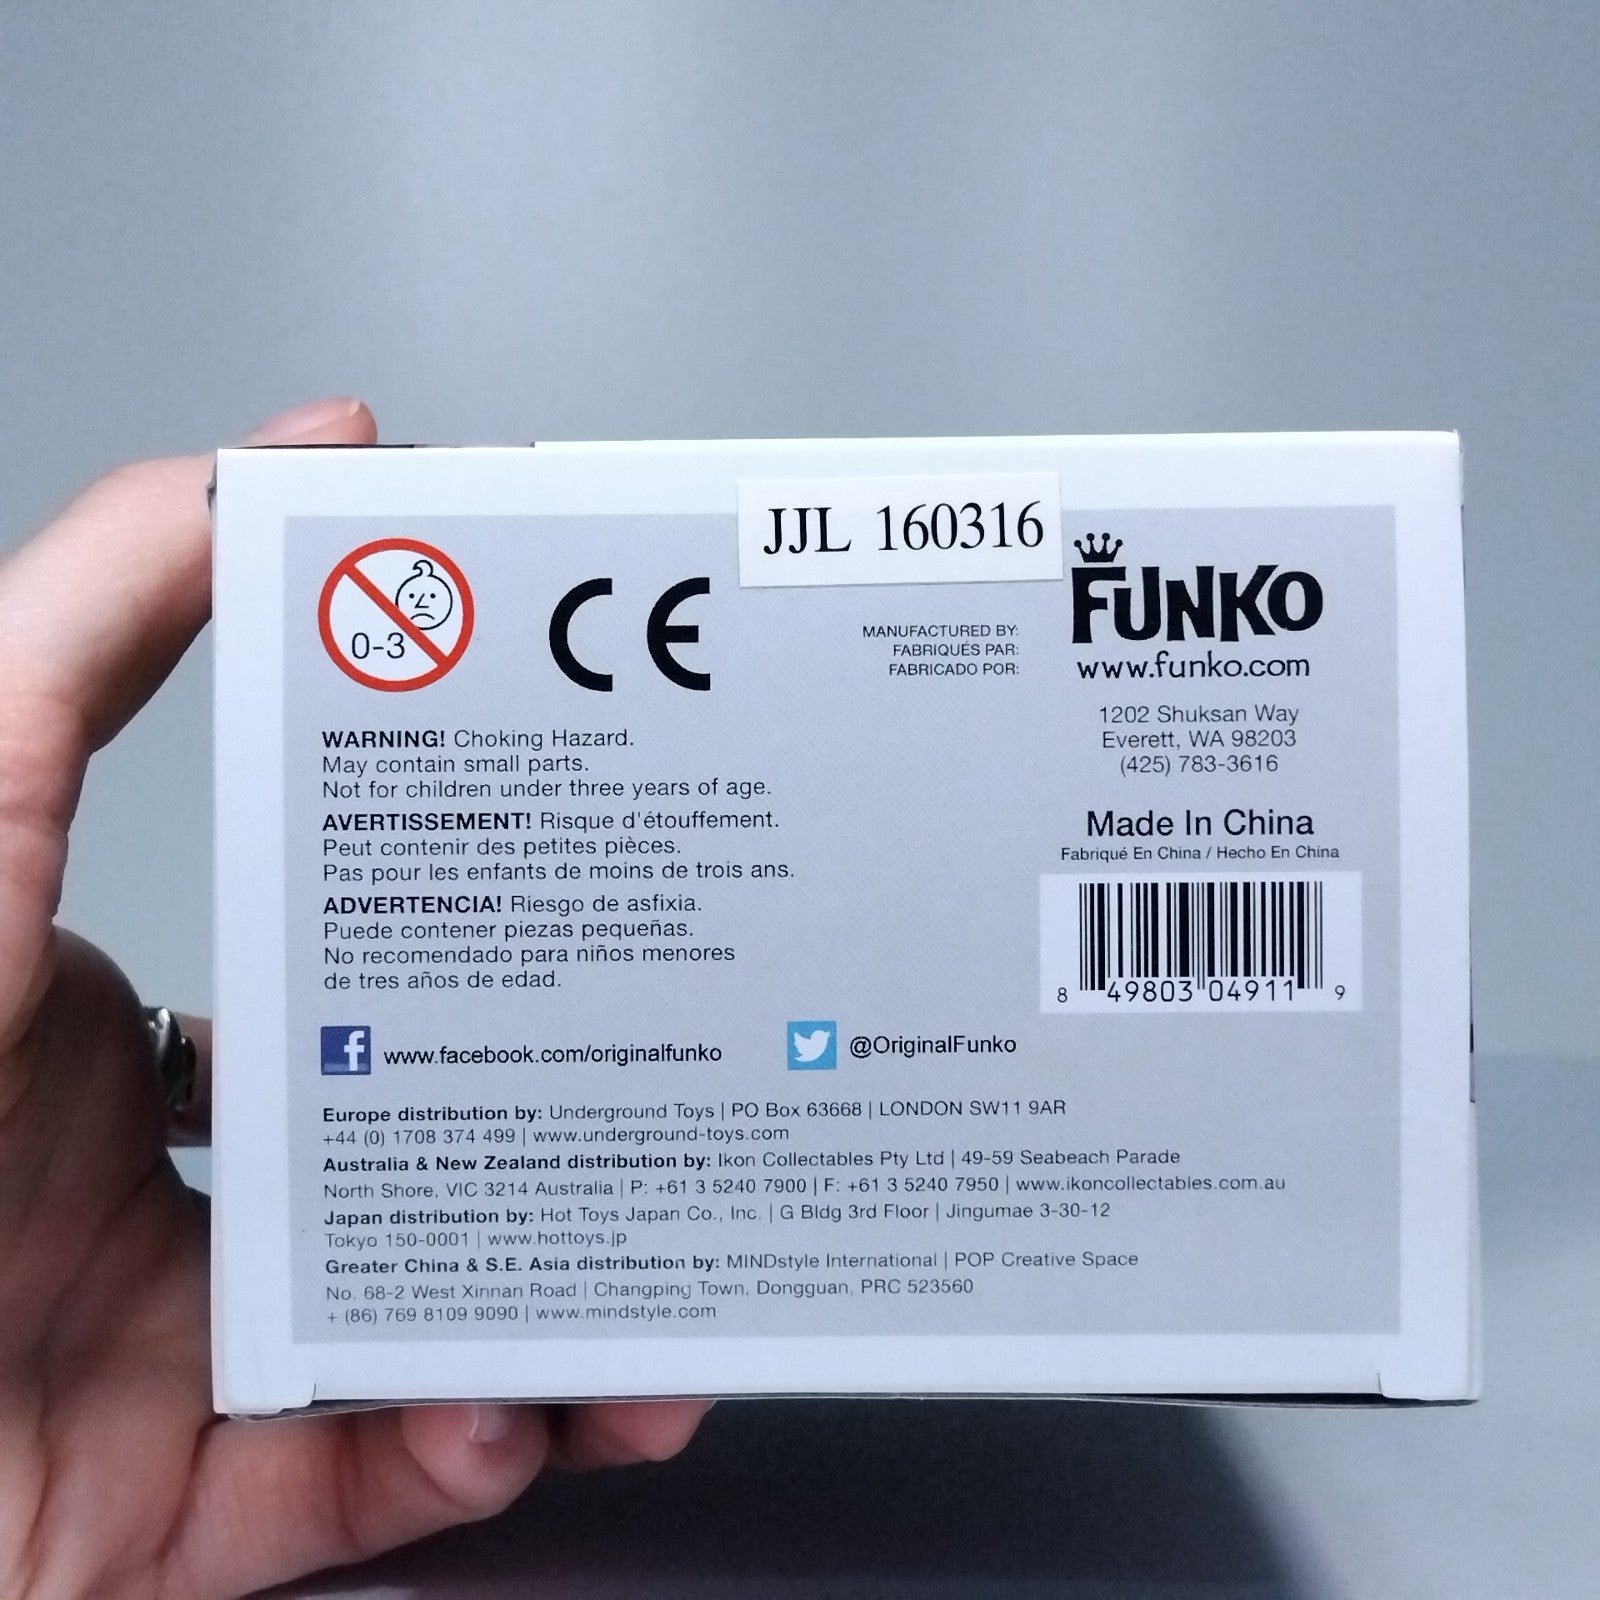 JJL 160316
0-3
CE
MANUFACTURED BY:
FABRIQUÉS PAR:
FABRICADO POR:
FUNKO
www.funko.com
1202 Shuksan Way
Everett, WA 98203
(425) 783-3616
Made In China
Fabriqué En China / Hecho En China
8 49803 04911 9
WARNING! Choking Hazard.
May contain small parts.
Not for children under three years of age.
AVERTISSEMENT! Risque d'étouffement.
Peut contenir des petites pièces.
Pas pour les enfants de moins de trois ans.
ADVERTENCIA! Riesgo de asfixia.
Puede contener piezas pequeñas.
No recomendado para niños menores
de tres años de edad.
f www.facebook.com/originalfunko
@OriginalFunko
Europe distribution by: Underground Toys | PO Box 63668 | LONDON SW11 9AR
+44 (0) 1708 374 499 | www.underground-toys.com
Australia & New Zealand distribution by: Ikon Collectables Pty Ltd | 49-59 Seabeach Parade
North Shore, VIC 3214 Australia | P: +61 3 5240 7900 | F: +61 3 5240 7950 | www.ikoncollectables.com.au
Japan distribution by: Hot Toys Japan Co., Inc. | G Bldg 3rd Floor | Jingumae 3-30-12
Tokyo 150-0001 | www.hottoys.jp
Greater China & S.E. Asia distribution by: MINDstyle International | POP Creative Space
No. 68-2 West Xinnan Road | Changping Town, Dongguan, PRC 523560
+ (86) 769 8109 9090 | www.mindstyle.com